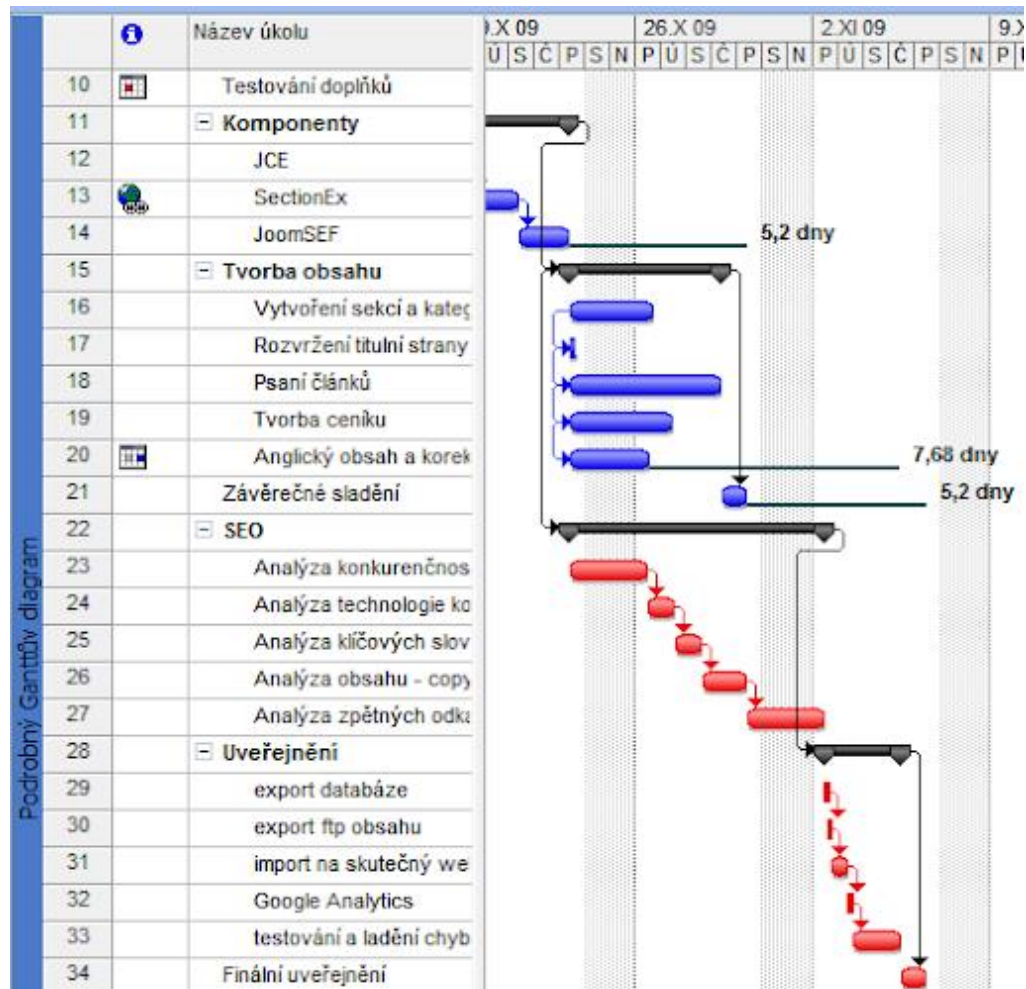 Podrobný Ganttův diagram
Název úkolu
9.X 09 26.X 09 2.XI 09 9.X
Ú S Č P S N P Ú S Č P S N P Ú S Č P S N P Ú
10 Testování doplňků
11 Komponenty
12 JCE
13 SectionEx
14 JoomSEF 5,2 dny
15 Tvorba obsahu
16 Vytvoření sekcí a kateg
17 Rozvržení titulní strany
18 Psaní článků
19 Tvorba ceníku
20 Anglický obsah a korek 7,68 dny
21 Závěrečné sladění 5,2 dny
22 SEO
23 Analýza konkurenčnos
24 Analýza technologie ko
25 Analýza klíčových slov
26 Analýza obsahu - copy
27 Analýza zpětných odka
28 Uveřejnění
29 export databáze
30 export ftp obsahu
31 import na skutečný we
32 Google Analytics
33 testování a ladění chyb
34 Finální uveřejnění